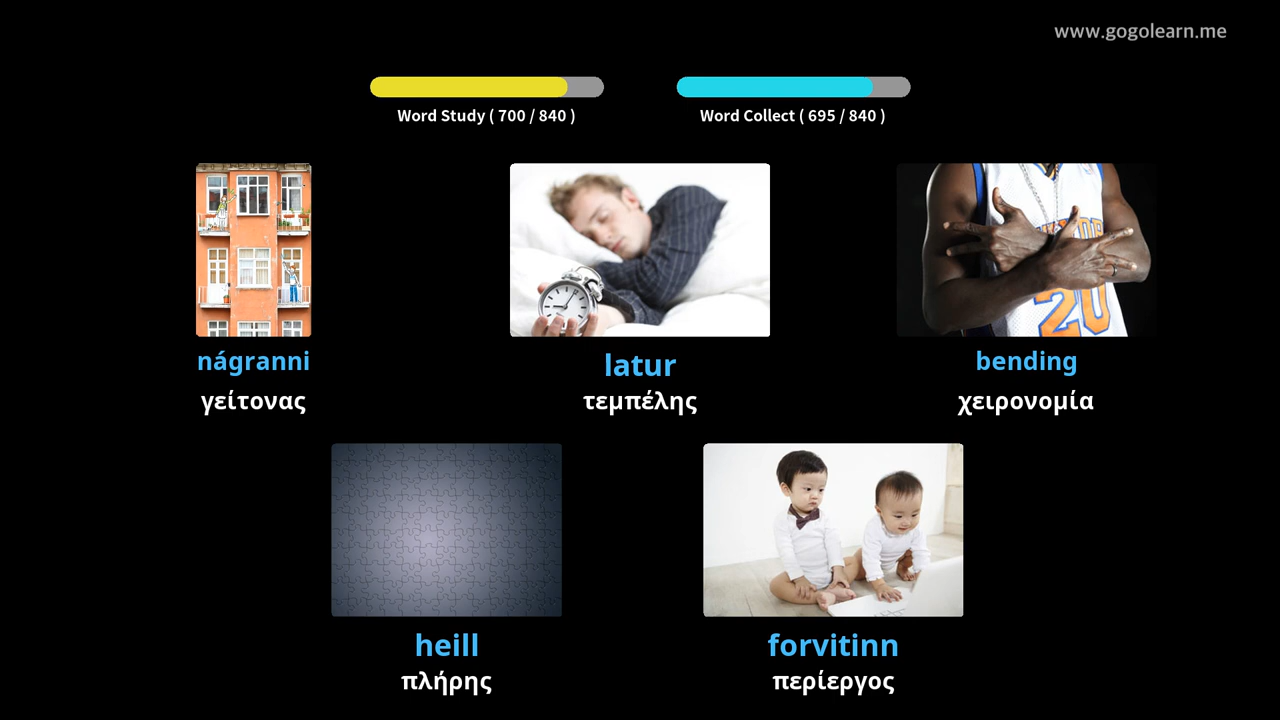 www.gogolearn.me
Word Study ( 700 / 840 )
Word Collect ( 695 / 840 )
nágranni
γείτονας
latur
τεμπέλης
bending
χειρονομία
20
heill
πλήρης
forvitinn
περίεργος